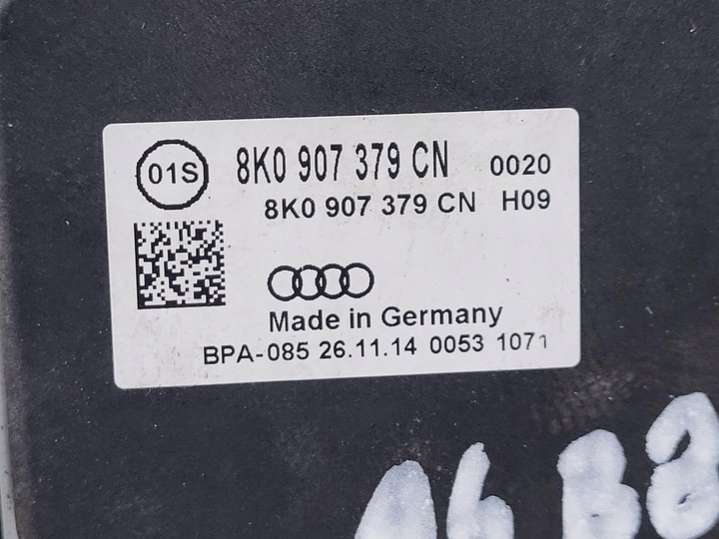 01S 8K0 907 379 CN 0020
8K0 907 379 CN H09
Made in Germany
BPA-085 26.11.14 0053 1071